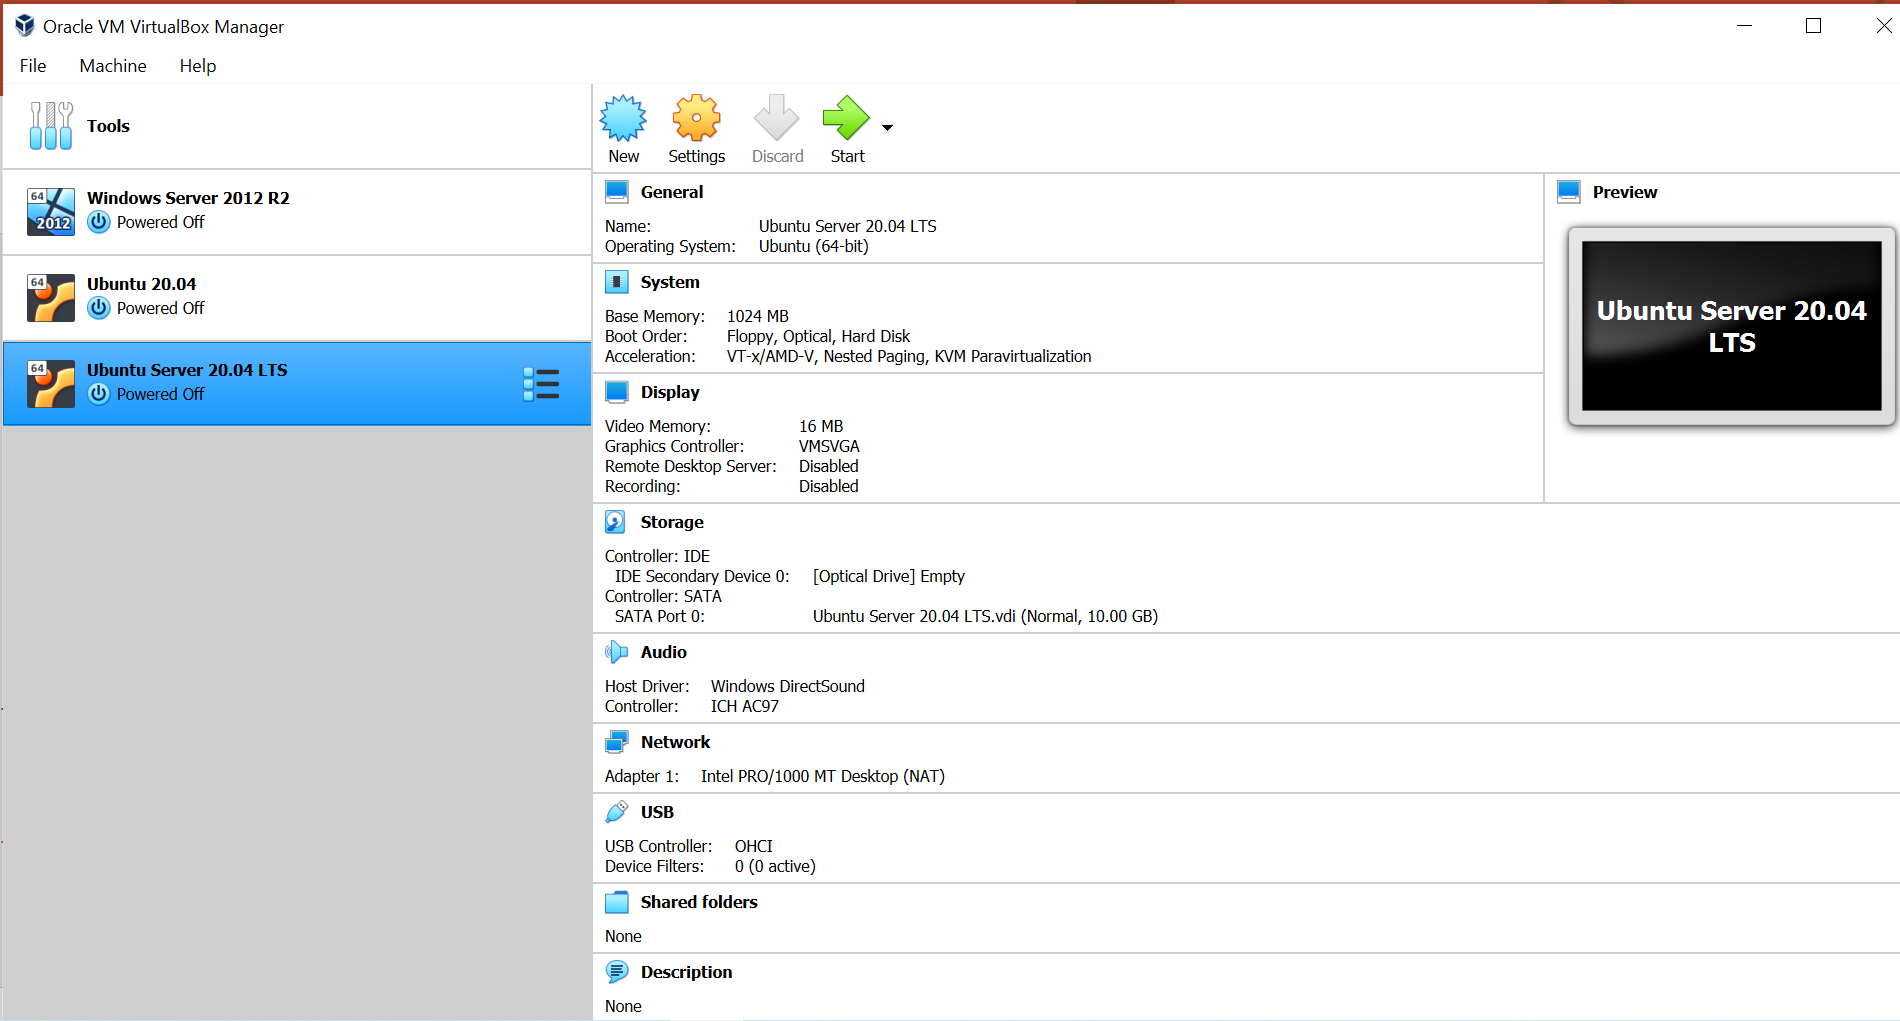 Oracle VM VirtualBox Manager
File Machine Help
Tools
64
2012
Windows Server 2012 R2
Powered Off
64
Ubuntu 20.04
Powered Off
64
Ubuntu Server 20.04 LTS
Powered Off
New Settings Discard Start
General
Name: Ubuntu Server 20.04 LTS
Operating System: Ubuntu (64-bit)
System
Base Memory: 1024 MB
Boot Order: Floppy, Optical, Hard Disk
Acceleration: VT-x/AMD-V, Nested Paging, KVM Paravirtualization
Display
Video Memory: 16 MB
Graphics Controller: VMSVGA
Remote Desktop Server: Disabled
Recording: Disabled
Preview
Ubuntu Server 20.04
LTS
Storage
Controller: IDE
IDE Secondary Device 0: [Optical Drive] Empty
Controller: SATA
SATA Port 0: Ubuntu Server 20.04 LTS.vdi (Normal, 10.00 GB)
Audio
Host Driver: Windows DirectSound
Controller: ICH AC97
Network
Adapter 1: Intel PRO/1000 MT Desktop (NAT)
USB
USB Controller: OHCI
Device Filters: 0 (0 active)
Shared folders
None
Description
None